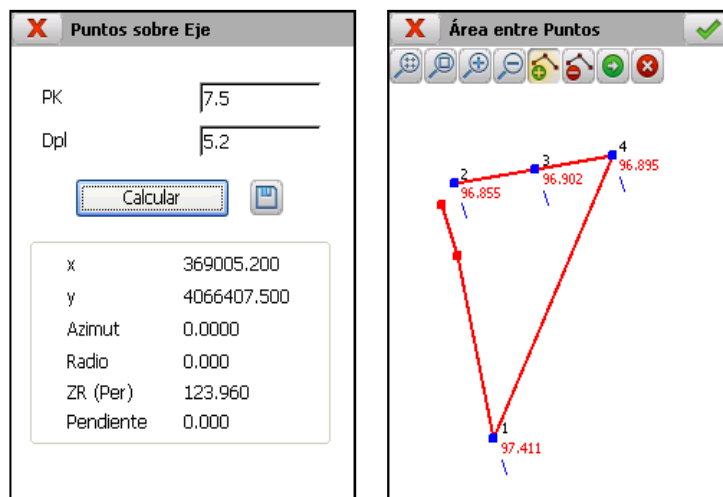 Puntos sobre Eje
PK 7.5
Dpl 5.2
Calcular
x 369005.200
y 4066407.500
Azimut 0.0000
Radio 0.000
ZR (Per) 123.960
Pendiente 0.000
Área entre Puntos
4
96.895
3
96.902
2
96.855
1
97.411